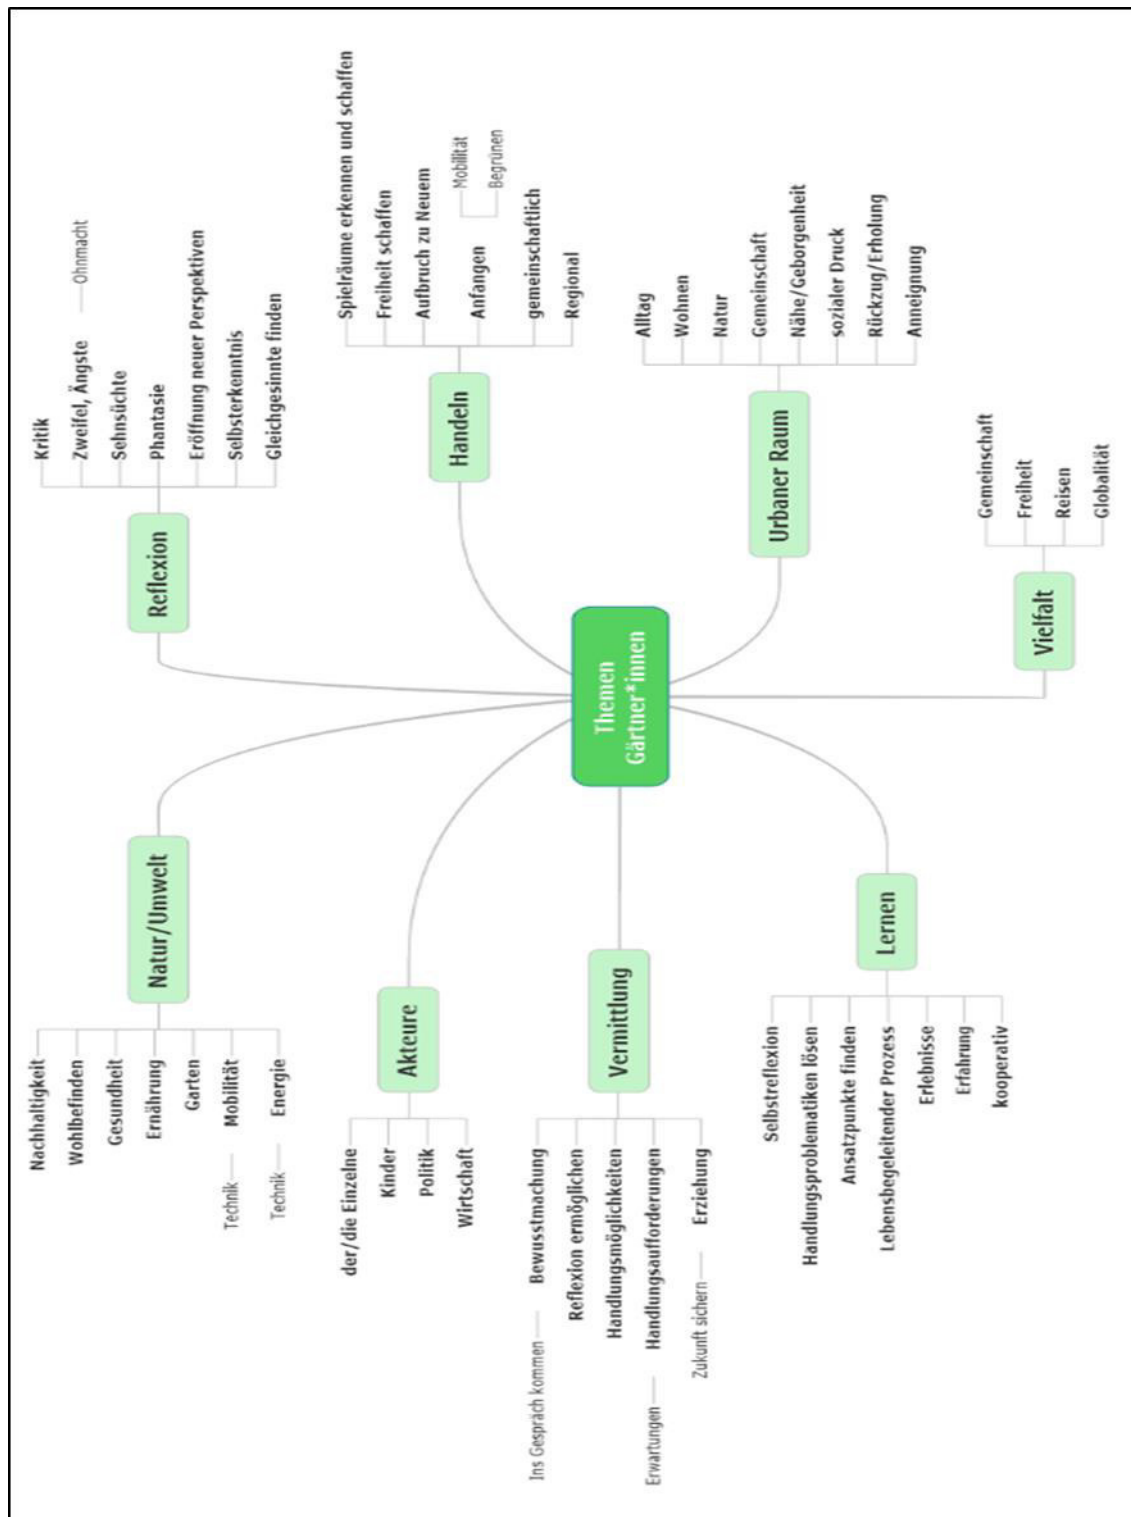 Themen
Gärtner*innen
Reflexion
Kritik
Zweifel, Ängste
Ohnmacht
Sehnsüchte
Phantasie
Eröffnung neuer Perspektiven
Selbsterkenntnis
Gleichgesinnte finden
Handeln
Spielräume erkennen und schaffen
Freiheit schaffen
Aufbruch zu Neuem
Anfangen
Mobilität
Begrünen
gemeinschaftlich
Regional
Urbaner Raum
Alltag
Wohnen
Natur
Gemeinschaft
Nähe/Geborgenheit
sozialer Druck
Rückzug/Erholung
Anneignung
Vielfalt
Gemeinschaft
Freiheit
Reisen
Globalität
Natur/Umwelt
Nachhaltigkeit
Wohlbefinden
Gesundheit
Ernährung
Garten
Technik
Mobilität
Technik
Energie
Akteure
der/die Einzelne
Kinder
Politik
Wirtschaft
Vermittlung
Ins Gespräch kommen
Bewusstmachung
Reflexion ermöglichen
Handlungsmöglichkeiten
Erwartungen
Handlungsaufforderungen
Zukunft sichern
Erziehung
Lernen
Selbstreflexion
Handlungsproblematiken lösen
Ansatzpunkte finden
Lebensbegeleitender Prozess
Erlebnisse
Erfahrung
kooperativ